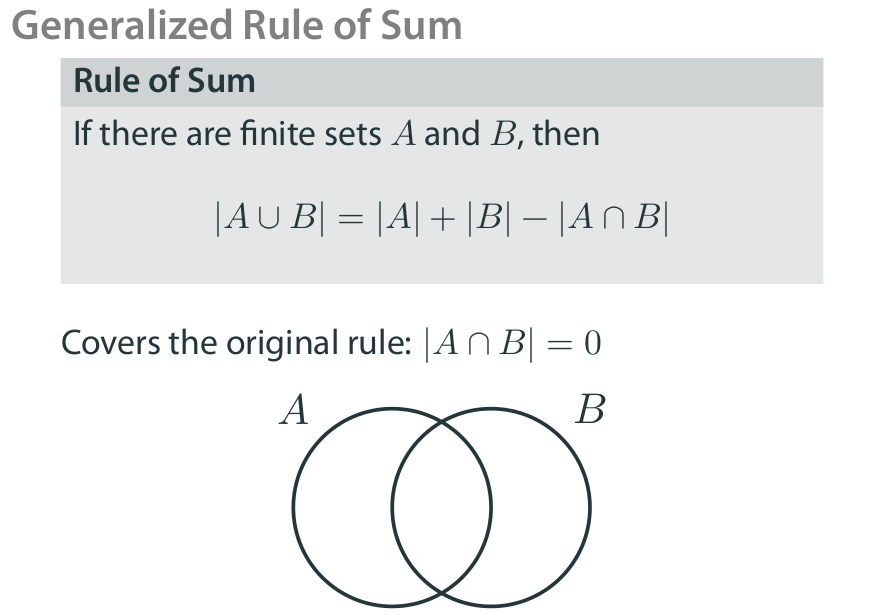 Generalized Rule of Sum
Rule of Sum
If there are finite sets A and B, then
|A ∪ B| = |A| + |B| − |A ∩ B|
Covers the original rule: |A ∩ B| = 0
A B